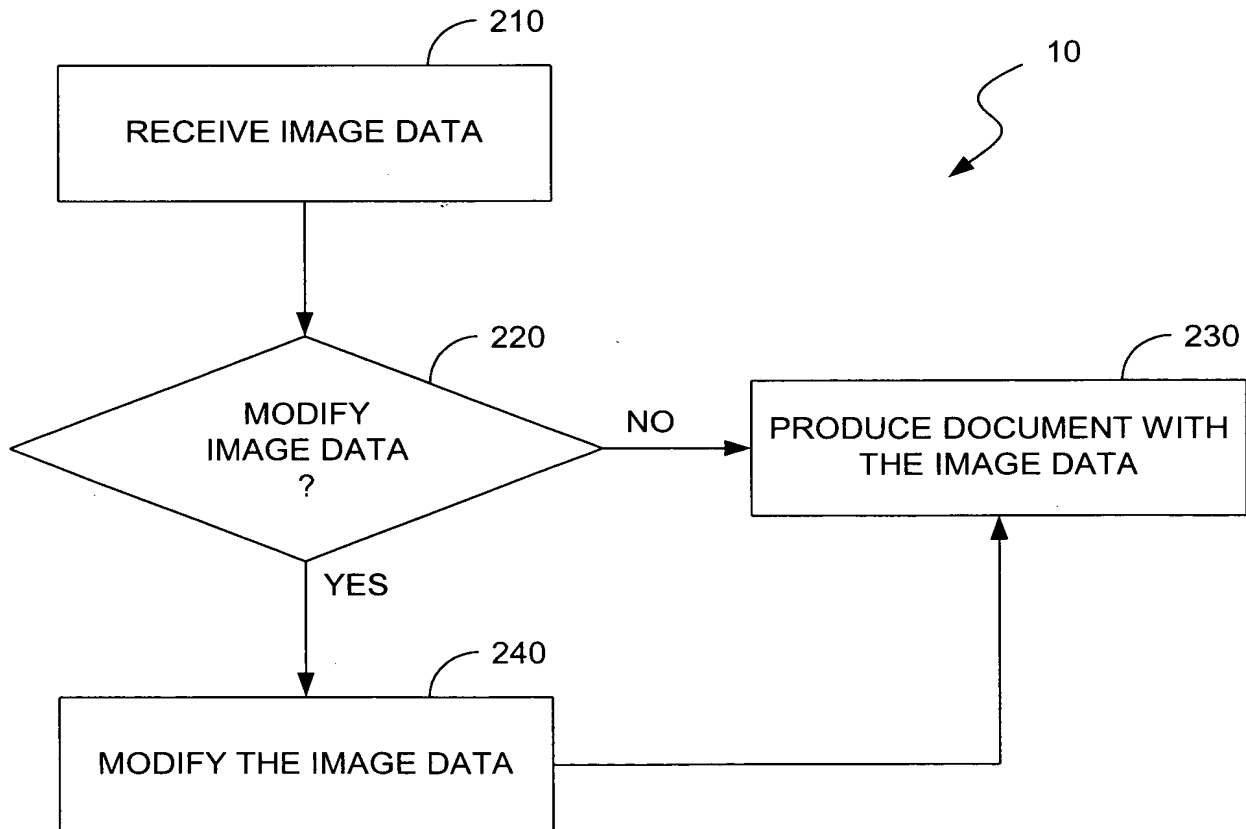 210
RECEIVE IMAGE DATA
10
220
MODIFY
IMAGE DATA
?
NO
230
PRODUCE DOCUMENT WITH
THE IMAGE DATA
YES
240
MODIFY THE IMAGE DATA